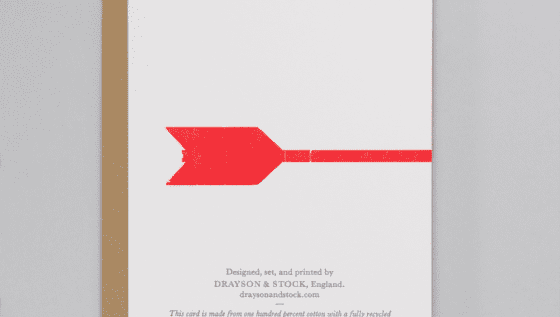 Designed, set, and printed by
DRAYSON & STOCK, England.
draysonandstock.com
—
This card is made from one hundred percent cotton with a fully recycled